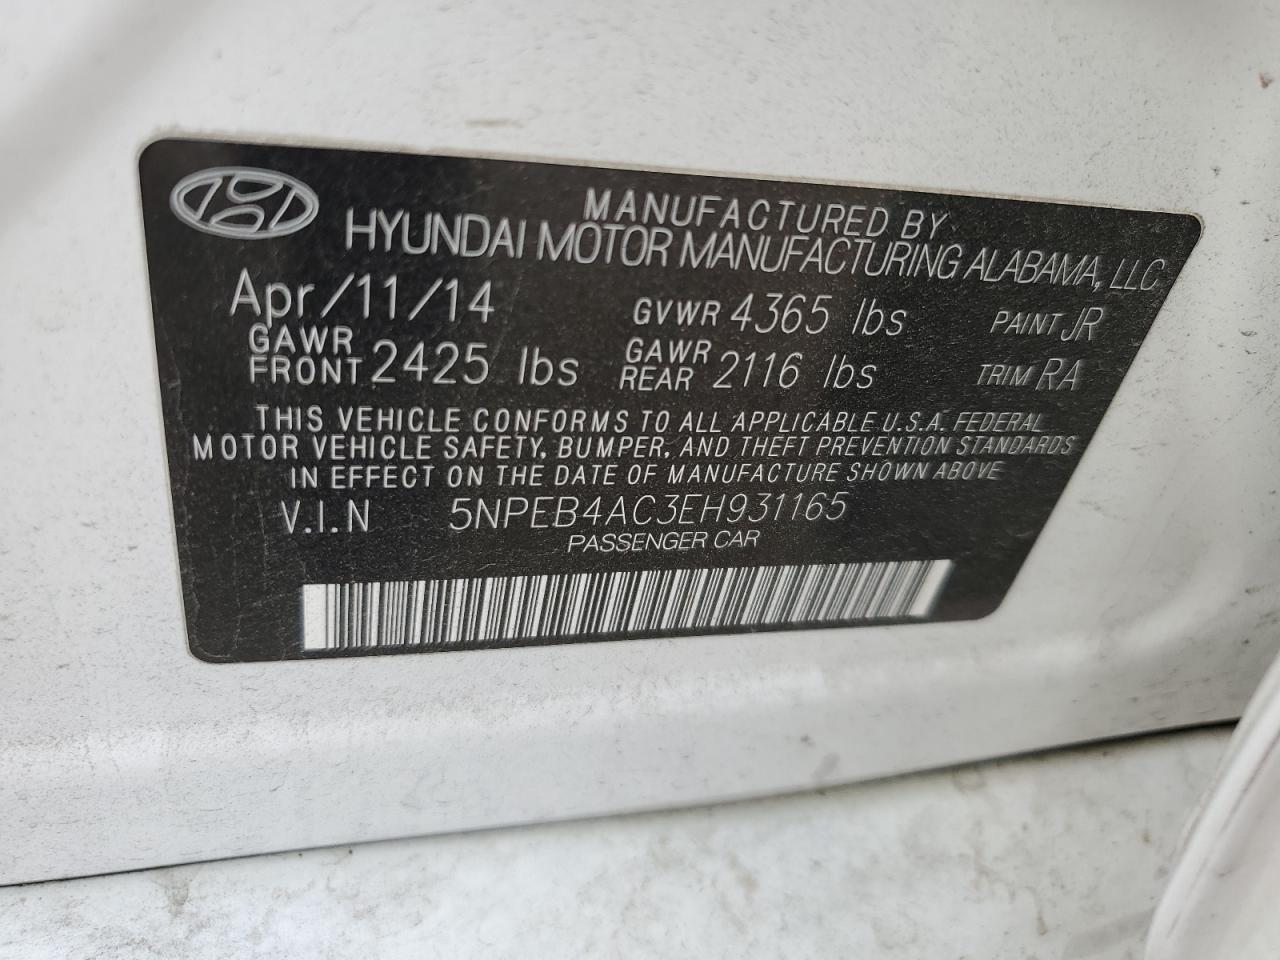 MANUFACTURED BY
HYUNDAI MOTOR MANUFACTURING ALABAMA, LLC
Apr/11/14 GVWR 4365 lbs PAINT JR
GAWR FRONT 2425 lbs GAWR REAR 2116 lbs TRIM RA
THIS VEHICLE CONFORMS TO ALL APPLICABLE U.S.A. FEDERAL
MOTOR VEHICLE SAFETY, BUMPER, AND THEFT PREVENTION STANDARDS
IN EFFECT ON THE DATE OF MANUFACTURE SHOWN ABOVE
V.I.N 5NPEB4AC3EH931165
PASSENGER CAR